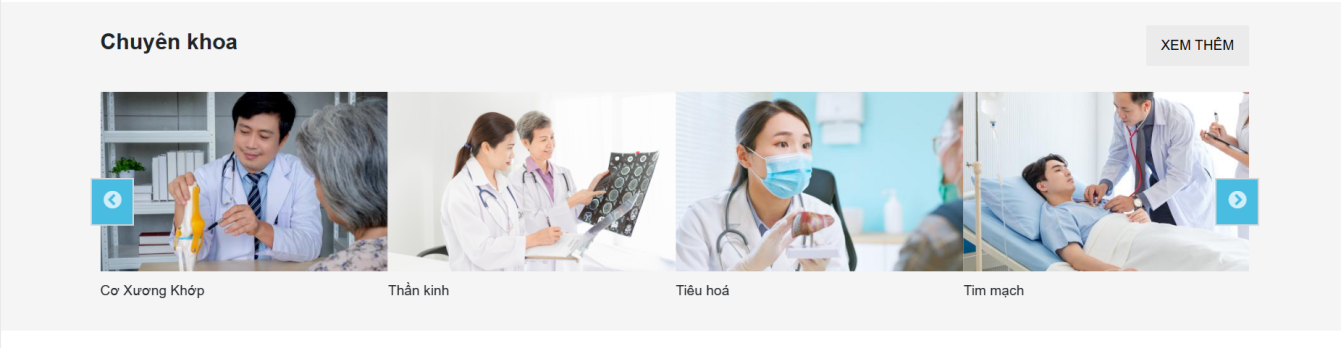 Chuyên khoa
XEM THÊM
Cơ Xương Khớp
Thần kinh
Tiêu hoá
Tim mạch